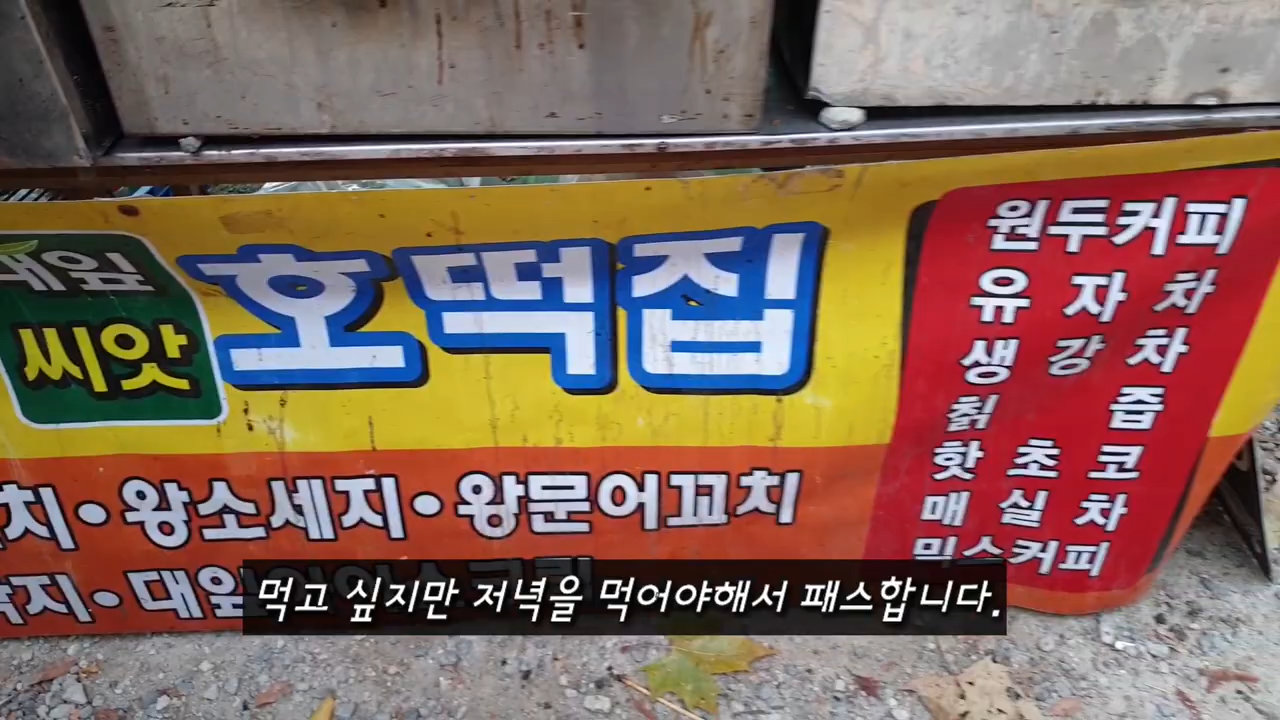 씨앗
호떡집
치·왕소세지·왕문어꼬치
원두커피
유자차
생강차
칡즙
핫초코
매실차
믹스커피
먹고 싶지만 저녁을 먹어야해서 패스합니다.